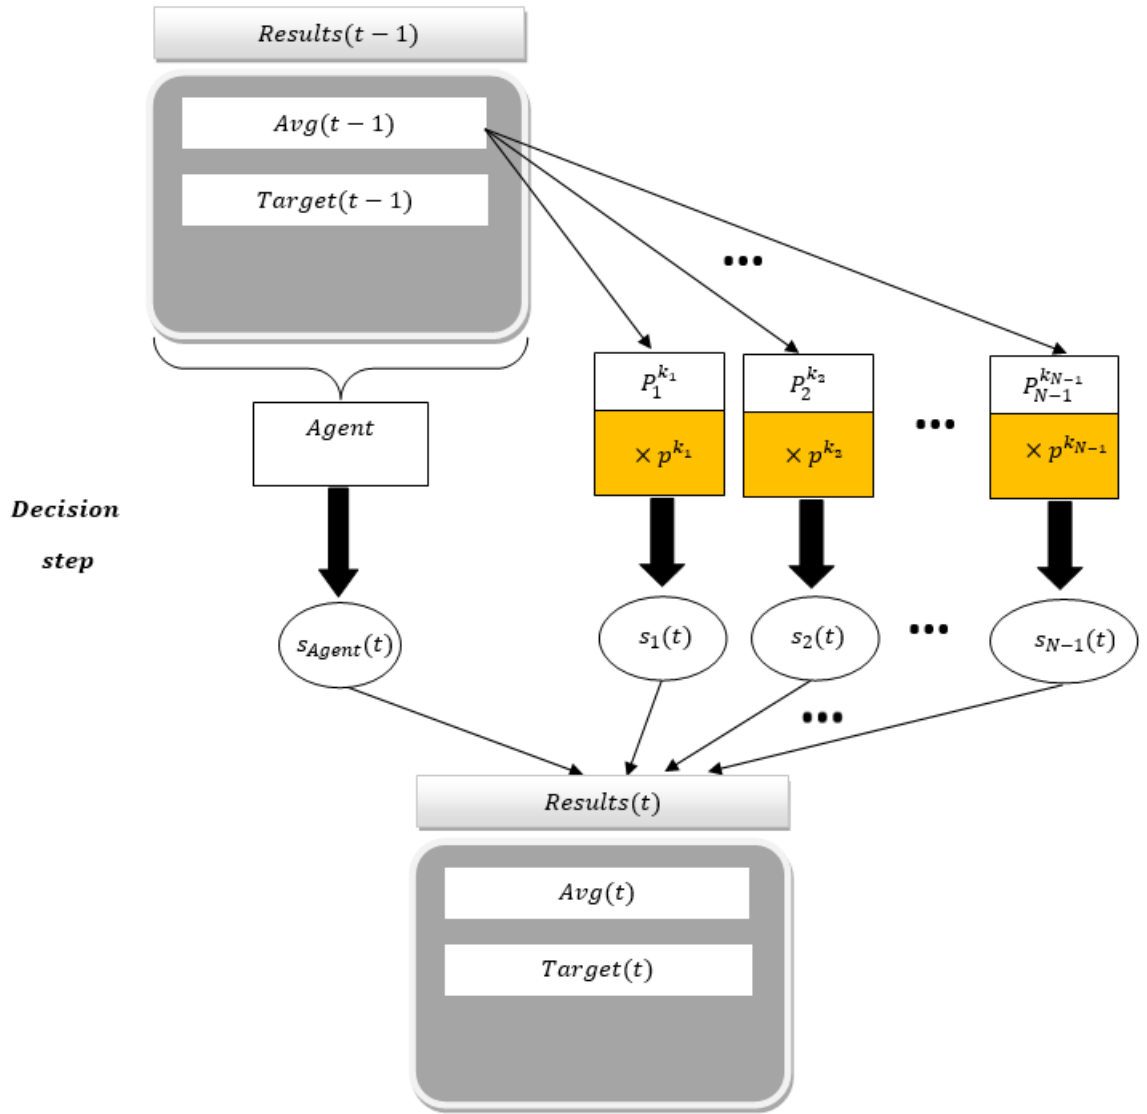 Results(t − 1)
Avg(t − 1)
Target(t − 1)
...
P_1^{k_1}
P_2^{k_2}
P_{N−1}^{k_{N−1}}
Agent
...
× p^{k_1}
× p^{k_2}
× p^{k_{N−1}}
Decision
step
s_{Agent}(t)
s_1(t)
s_2(t)
...
s_{N−1}(t)
...
Results(t)
Avg(t)
Target(t)